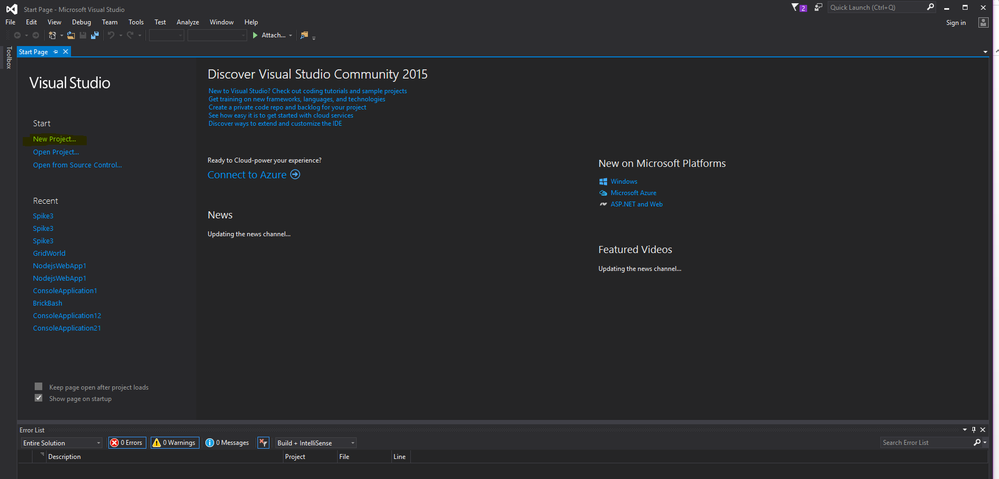 Start Page - Microsoft Visual Studio
2
Quick Launch (Ctrl+Q)
File Edit View Debug Team Tools Test Analyze Window Help
Sign in
Attach...
Toolbox
Start Page
Visual Studio
Start
New Project...
Open Project...
Open from Source Control...
Recent
Spike3
Spike3
Spike3
GridWorld
NodejsWebApp1
NodejsWebApp1
ConsoleApplication1
BrickBash
ConsoleApplication12
ConsoleApplication21
Keep page open after project loads
Show page on startup
Discover Visual Studio Community 2015
New to Visual Studio? Check out coding tutorials and sample projects
Get training on new frameworks, languages, and technologies
Create a private code repo and backlog for your project
See how easy it is to get started with cloud services
Discover ways to extend and customize the IDE
Ready to Cloud-power your experience?
Connect to Azure
News
Updating the news channel...
New on Microsoft Platforms
Windows
Microsoft Azure
ASP.NET and Web
Featured Videos
Updating the news channel...
Error List
Entire Solution 0 Errors 0 Warnings 0 Messages Build + IntelliSense Search Error List
Description Project File Line